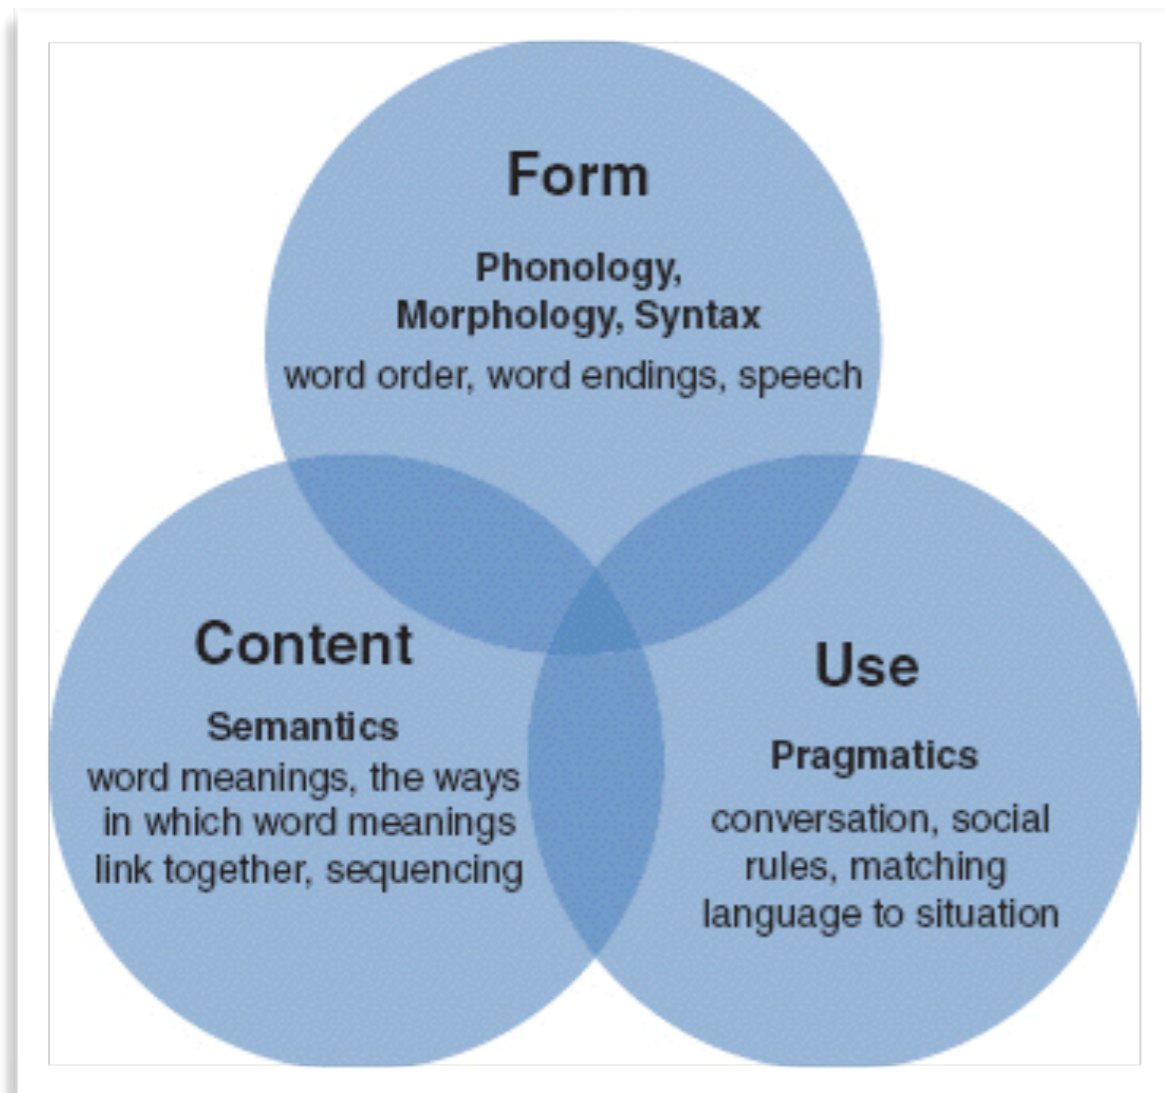 Form
Phonology,
Morphology, Syntax
word order, word endings, speech
Content
Semantics
word meanings, the ways
in which word meanings
link together, sequencing
Use
Pragmatics
conversation, social
rules, matching
language to situation